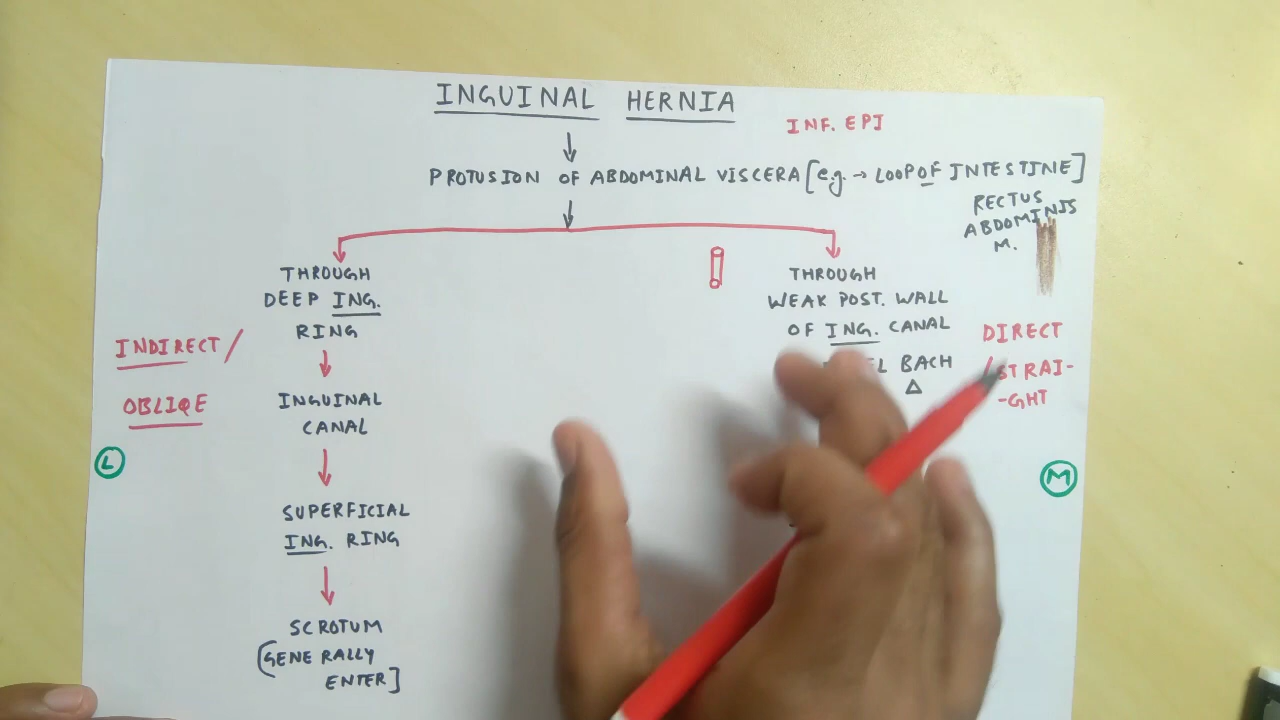 INGUINAL HERNIA
INF. EPI
PROTUSION OF ABDOMINAL VISCERA [e.g. → LOOP OF INTESTINE]
RECTUS
ABDOMINIS
M.
THROUGH
DEEP ING.
RING
INDIRECT /
OBLIQE
L
INGUINAL
CANAL
SUPERFICIAL
ING. RING
SCROTUM
(GENERALLY
ENTER]
THROUGH
WEAK POST. WALL
OF ING. CANAL
BACH
Δ
DIRECT
/STRAI-
-GHT
M